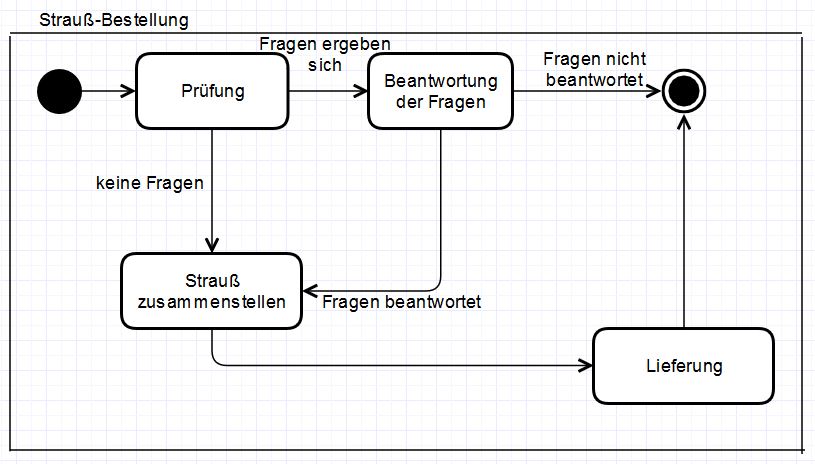 Strauß-Bestellung
Fragen ergeben
sich
Fragen nicht
beantwortet
Prüfung
Beantwortung
der Fragen
keine Fragen
Strauß
zusammenstellen
Fragen beantwortet
Lieferung